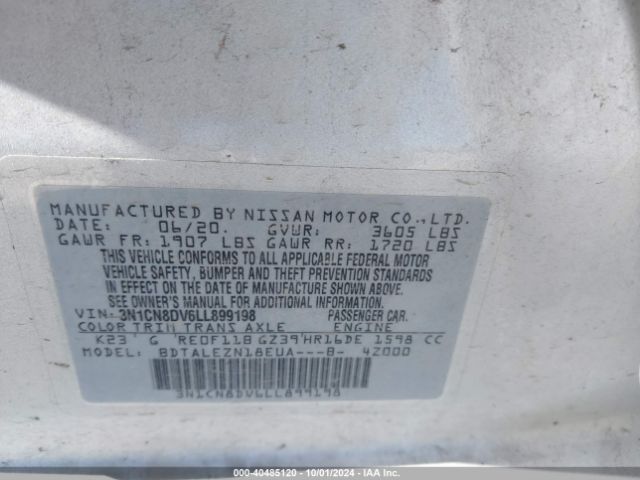 MANUFACTURED BY NISSAN MOTOR CO., LTD.
DATE: 06/20. GVWR: 3605 LBS
GAWR FR: 1907 LBS GAWR RR: 1720 LBS
THIS VEHICLE CONFORMS TO ALL APPLICABLE FEDERAL MOTOR
VEHICLE SAFETY, BUMPER AND THEFT PREVENTION STANDARDS
IN EFFECT ON THE DATE OF MANUFACTURE SHOWN ABOVE.
SEE OWNER'S MANUAL FOR ADDITIONAL INFORMATION.
VIN: 3N1CN8DV6LL899198 PASSENGER CAR.
COLOR TRIM TRANS AXLE ENGINE
K23 G RE0F11B GZ39 HR16DE 1598 CC
MODEL: BDTALEZN18EUA---B- 4Z000
3N1CN8DV6LL899198
000-40485120 - 10/01/2024 - IAA Inc.